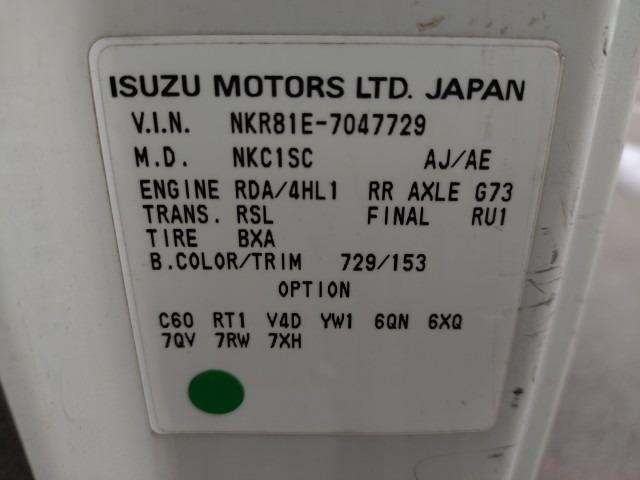 ISUZU MOTORS LTD. JAPAN
V.I.N. NKR81E-7047729
M.D. NKC1SC AJ/AE
ENGINE RDA/4HL1 RR AXLE G73
TRANS. RSL FINAL RU1
TIRE BXA
B.COLOR/TRIM 729/153
OPTION
C60 RT1 V4D YW1 6QN 6XQ
7QV 7RW 7XH